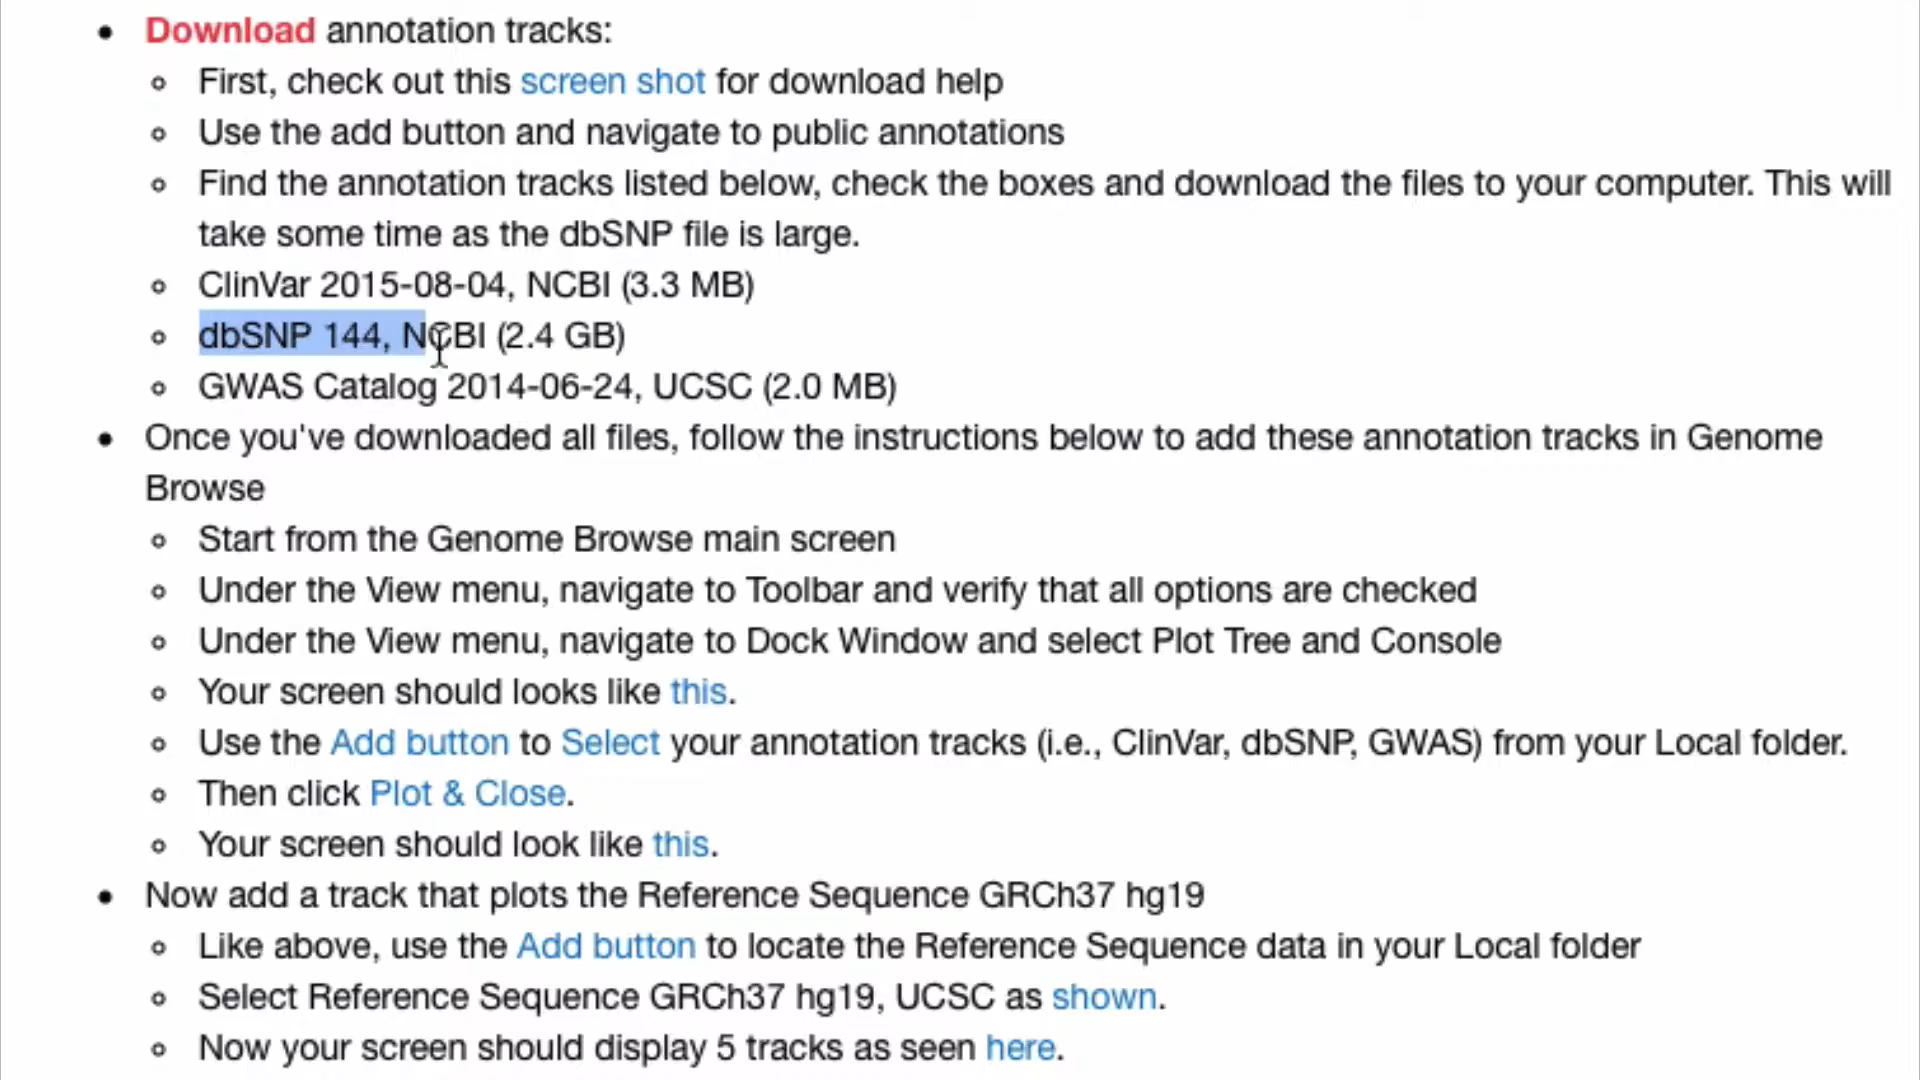 Download annotation tracks:
First, check out this screen shot for download help
Use the add button and navigate to public annotations
Find the annotation tracks listed below, check the boxes and download the files to your computer. This will
take some time as the dbSNP file is large.
ClinVar 2015-08-04, NCBI (3.3 MB)
dbSNP 144, NCBI (2.4 GB)
GWAS Catalog 2014-06-24, UCSC (2.0 MB)
Once you've downloaded all files, follow the instructions below to add these annotation tracks in Genome
Browse
Start from the Genome Browse main screen
Under the View menu, navigate to Toolbar and verify that all options are checked
Under the View menu, navigate to Dock Window and select Plot Tree and Console
Your screen should looks like this.
Use the Add button to Select your annotation tracks (i.e., ClinVar, dbSNP, GWAS) from your Local folder.
Then click Plot & Close.
Your screen should look like this.
Now add a track that plots the Reference Sequence GRCh37 hg19
Like above, use the Add button to locate the Reference Sequence data in your Local folder
Select Reference Sequence GRCh37 hg19, UCSC as shown.
Now your screen should display 5 tracks as seen here.